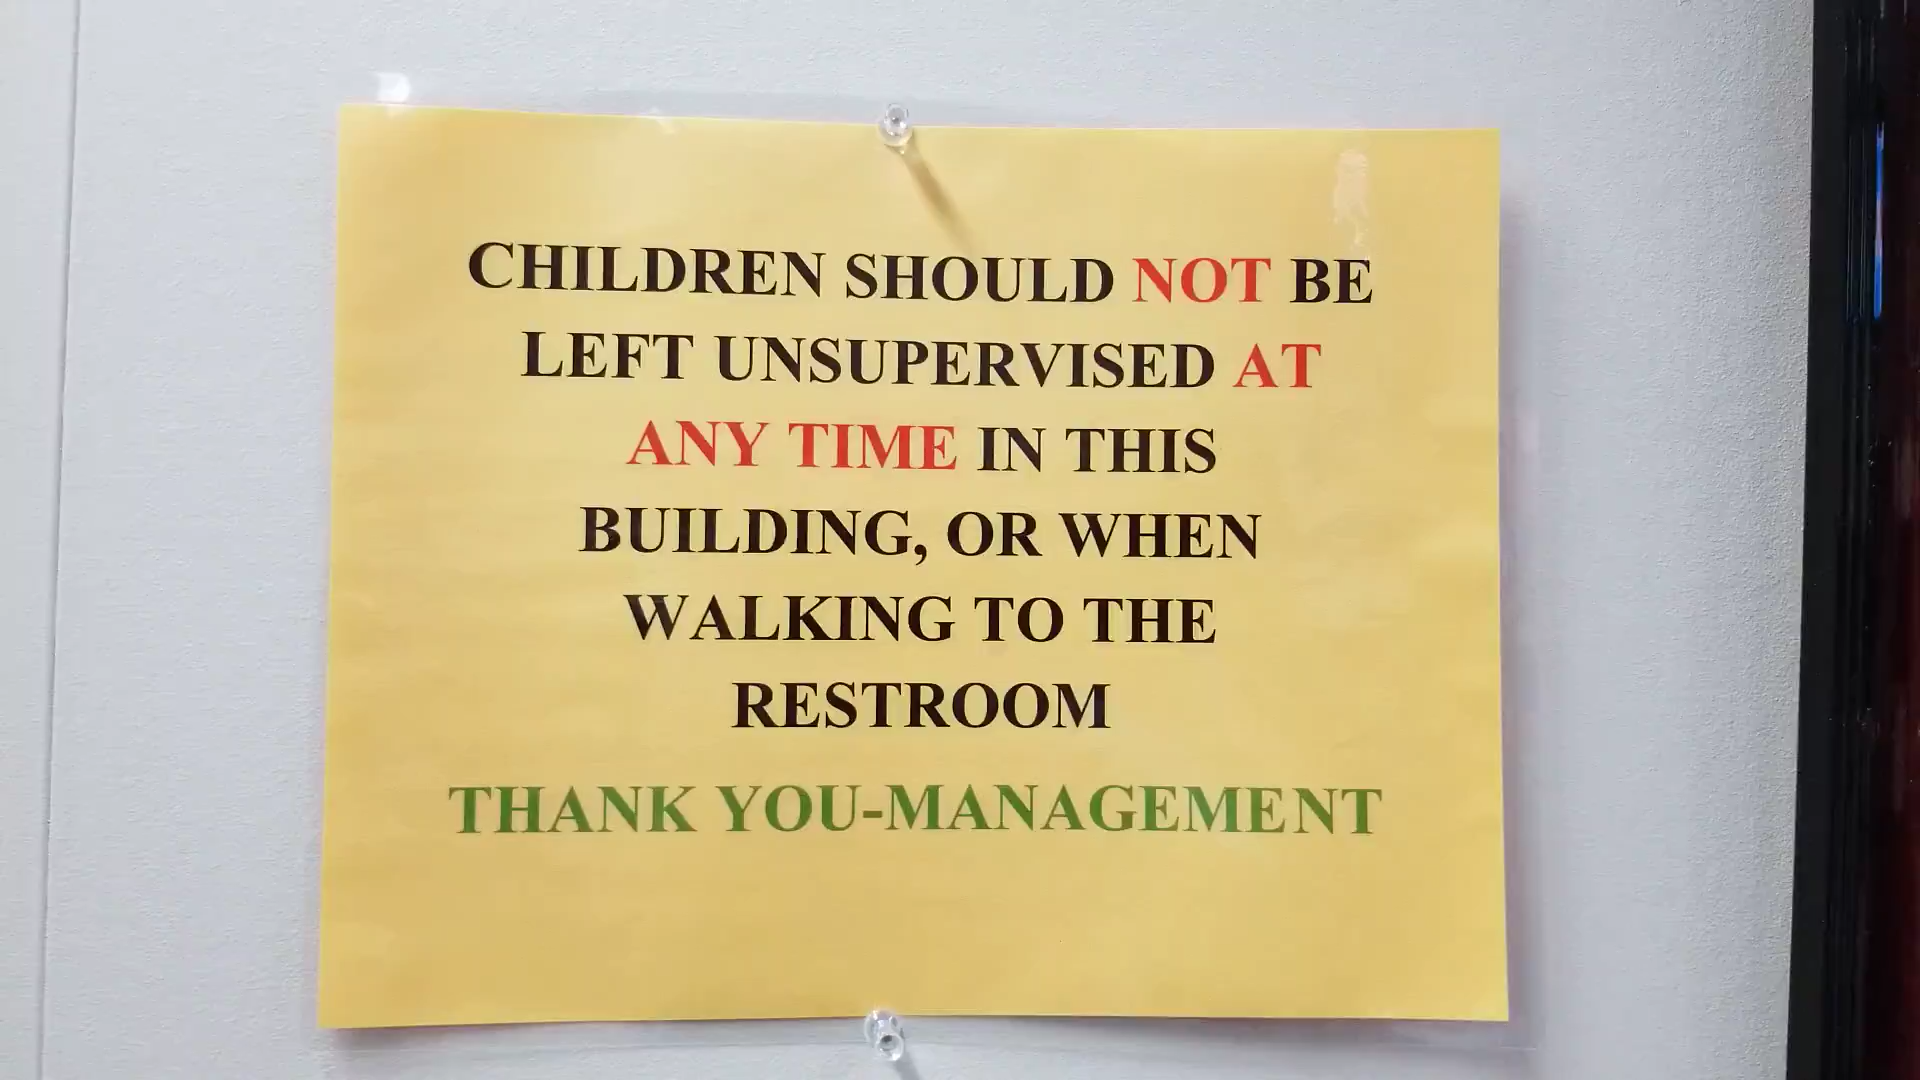 CHILDREN SHOULD NOT BE
LEFT UNSUPERVISED AT
ANY TIME IN THIS
BUILDING, OR WHEN
WALKING TO THE
RESTROOM
THANK YOU-MANAGEMENT